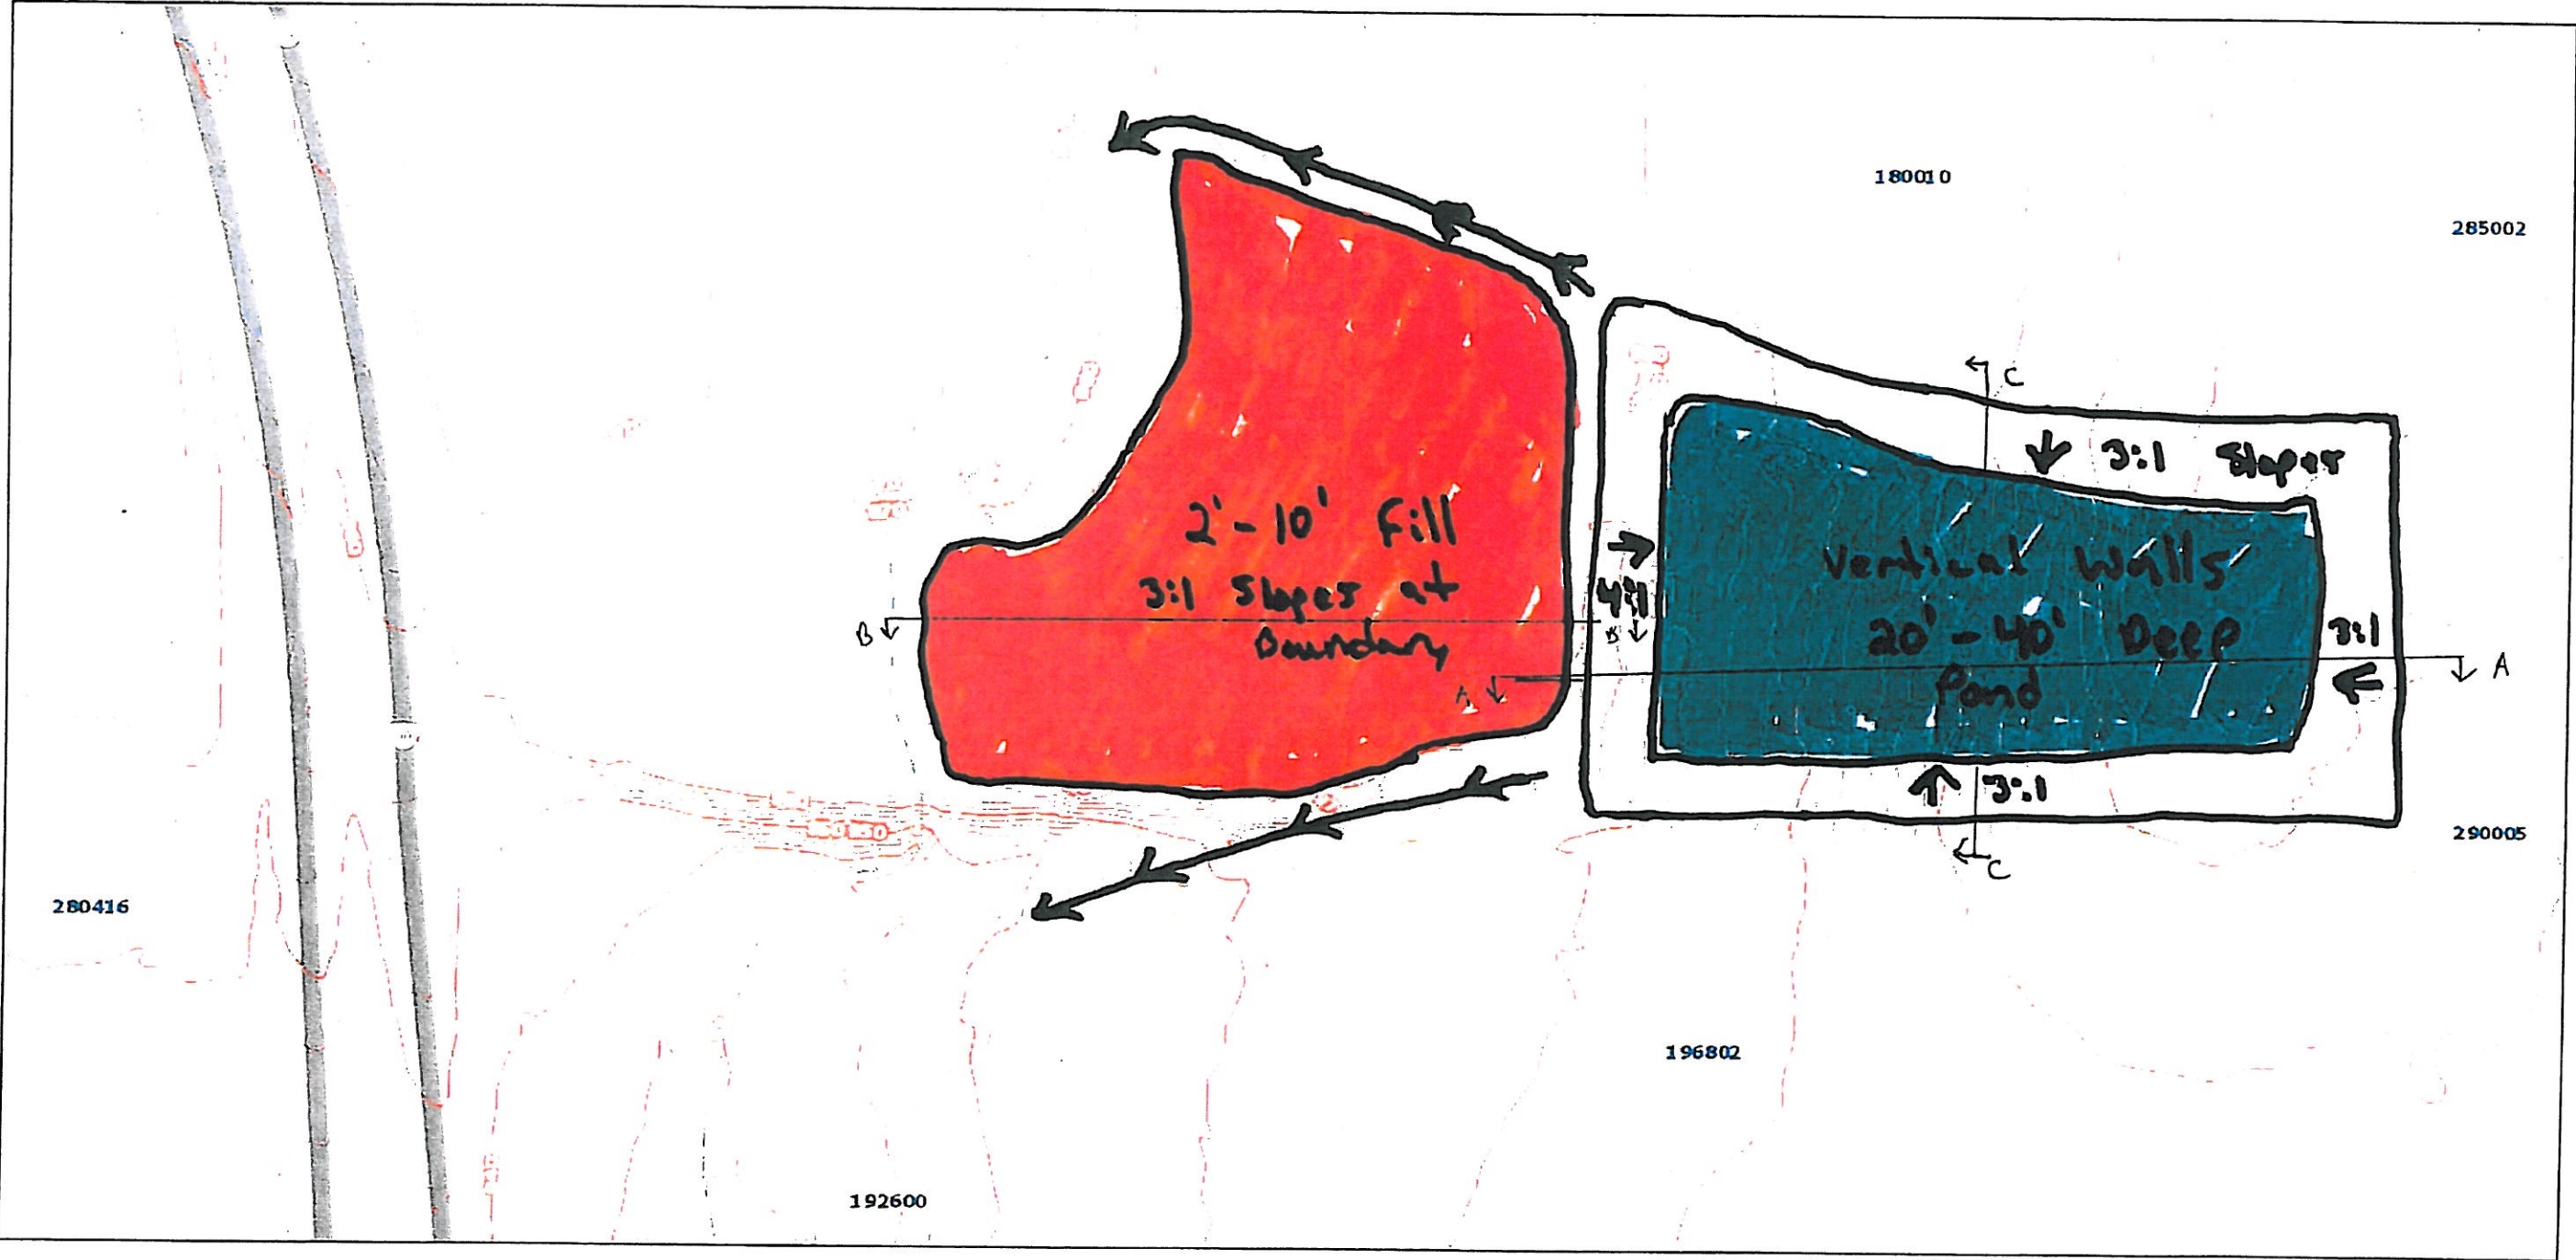 180010
285002
C
3:1 Slopes
2'-10' Fill
3:1 Slopes at
Boundary
4:1
Vertical Walls
20'-40' Deep
Pond
3:1
B
B
A
A
3:1
C
290005
280416
196802
192600